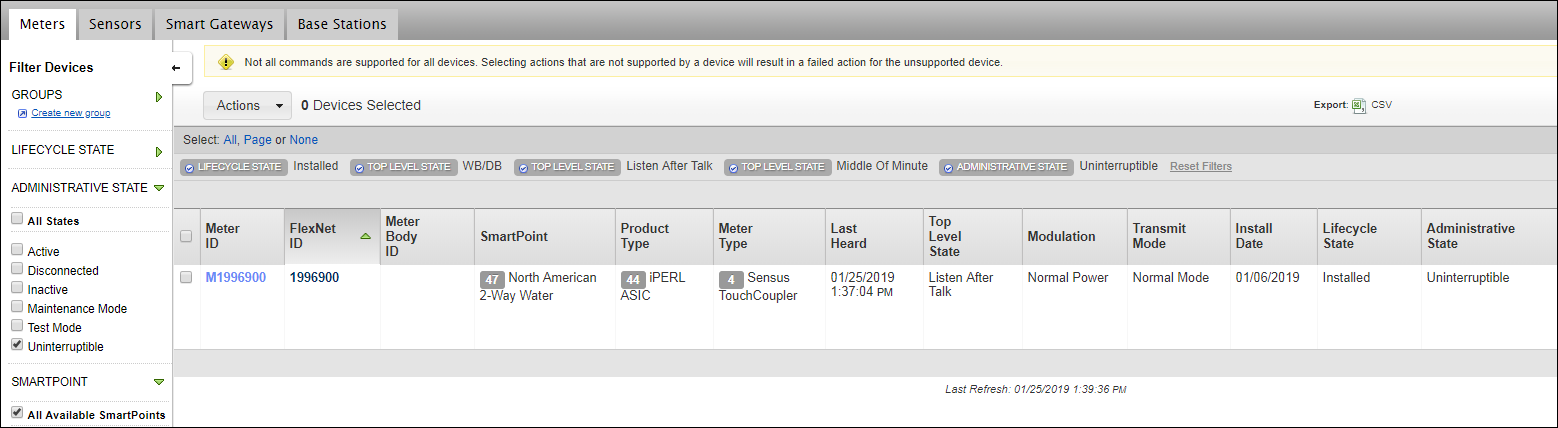 Meters Sensors Smart Gateways Base Stations
Filter Devices
GROUPS
Create new group
LIFECYCLE STATE
ADMINISTRATIVE STATE
All States
Active
Disconnected
Inactive
Maintenance Mode
Test Mode
Uninterruptible
SMARTPOINT
All Available SmartPoints
Not all commands are supported for all devices. Selecting actions that are not supported by a device will result in a failed action for the unsupported device.
Actions 0 Devices Selected Export: CSV
Select: All, Page or None
LIFECYCLE STATE Installed TOP LEVEL STATE WB/DB TOP LEVEL STATE Listen After Talk TOP LEVEL STATE Middle Of Minute ADMINISTRATIVE STATE Uninterruptible Reset Filters
Meter ID FlexNet ID Meter Body ID SmartPoint Product Type Meter Type Last Heard Top Level State Modulation Transmit Mode Install Date Lifecycle State Administrative State
M1996900 1996900 47 North American 44 iPERL 4 Sensus 01/25/2019 Listen After Normal Power Normal Mode 01/06/2019 Installed Uninterruptible
2-Way Water ASIC TouchCoupler 1:37:04 PM Talk
Last Refresh: 01/25/2019 1:39:36 PM